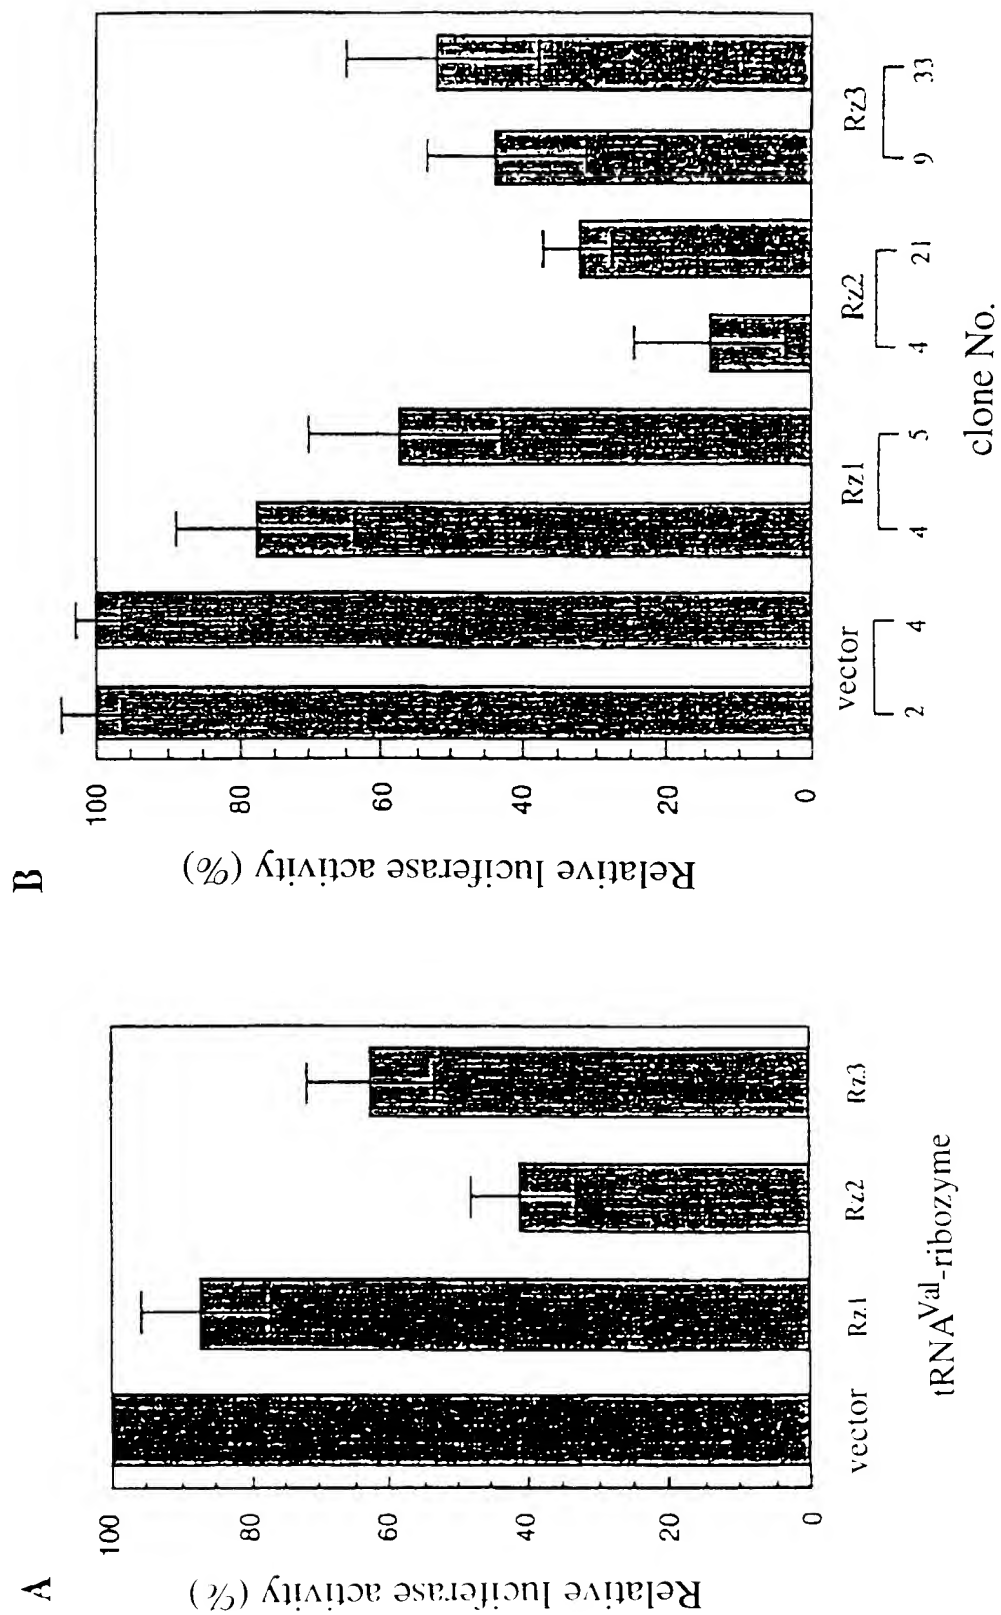 A
Relative luciferase activity (%)
100
80
60
40
20
0
vector
Rz1
Rz2
Rz3
tRNAVal-ribozyme
B
Relative luciferase activity (%)
100
80
60
40
20
0
2 4 4 5 4 21 9 33
vector Rz1 Rz2 Rz3
clone No.